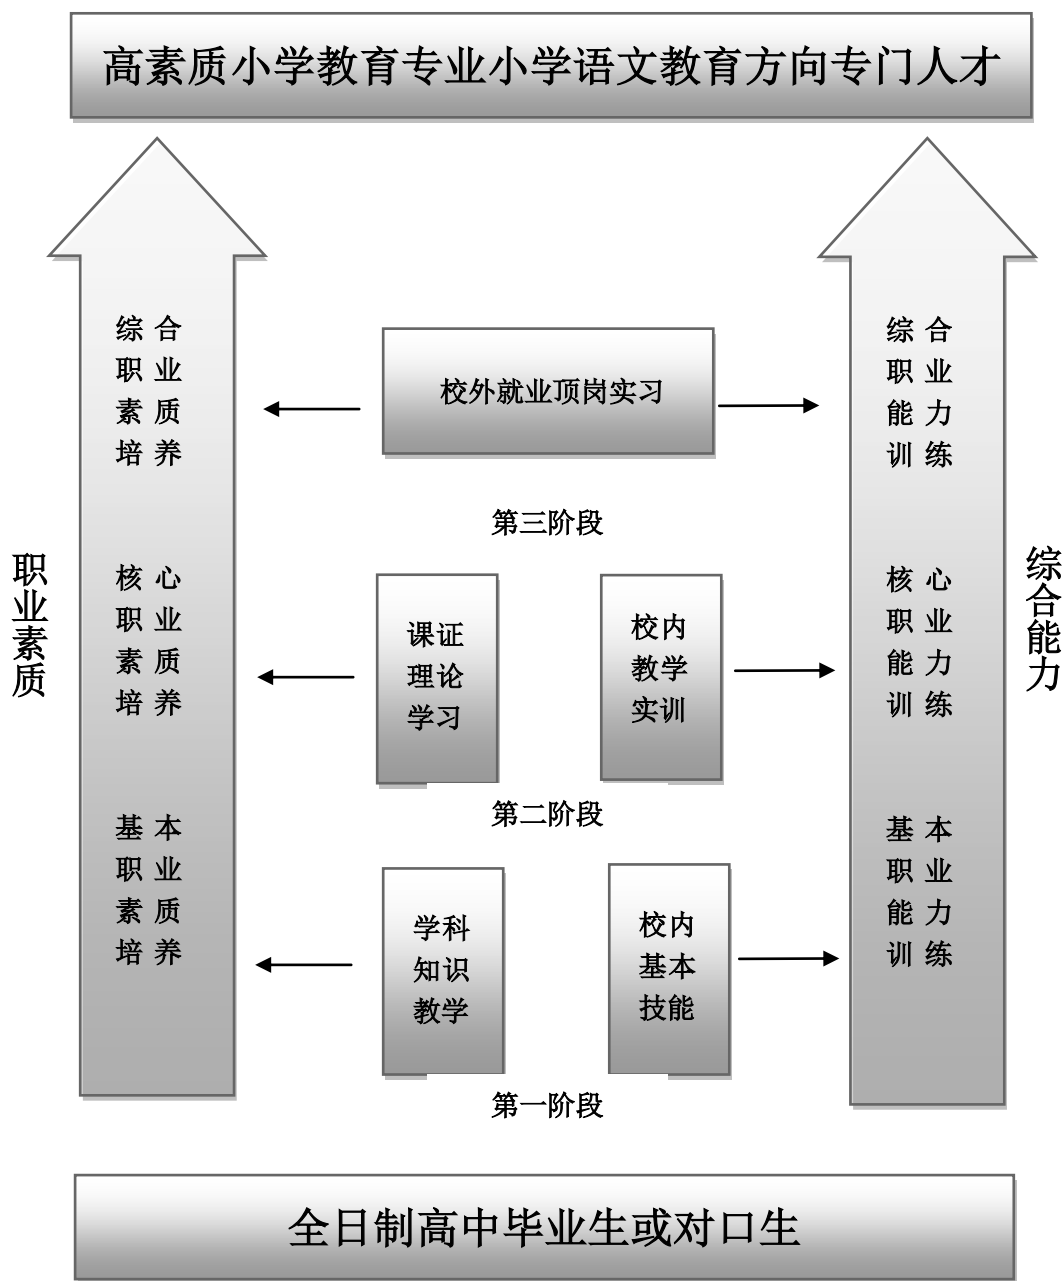 高素质小学教育专业小学语文教育方向专门人才
职业素质
综合
职业
素质
培养
核心
职业
素质
培养
基本
职业
素质
培养
校外就业顶岗实习
第三阶段
课证
理论
学习
校内
教学
实训
第二阶段
学科
知识
教学
校内
基本
技能
第一阶段
综合
职业
能力
训练
核心
职业
能力
训练
基本
职业
能力
训练
综合能力
全日制高中毕业生或对口生